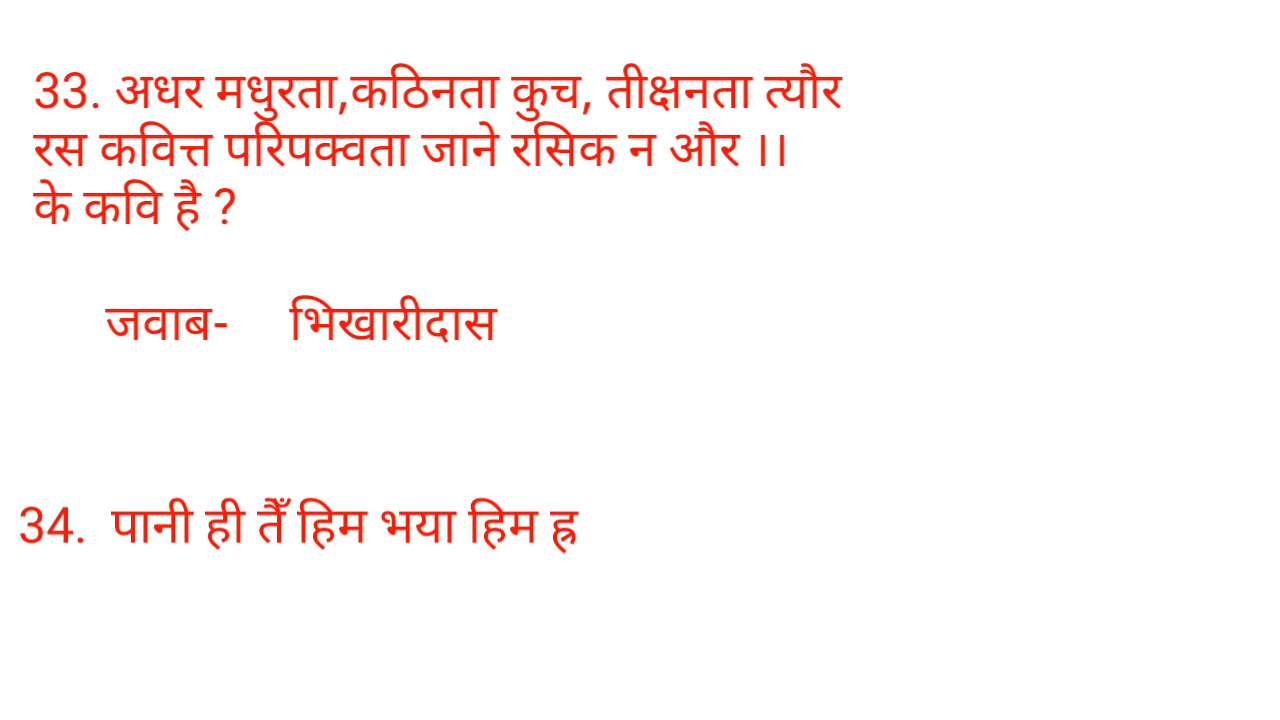 33. अधर मधुरता,कठिनता कुच, तीक्षनता त्यौर
रस कवित्त परिपक्वता जाने रसिक न और ।।
के कवि है ?
जवाब- भिखारीदास
34. पानी ही तैँ हिम भया हिम ह्र